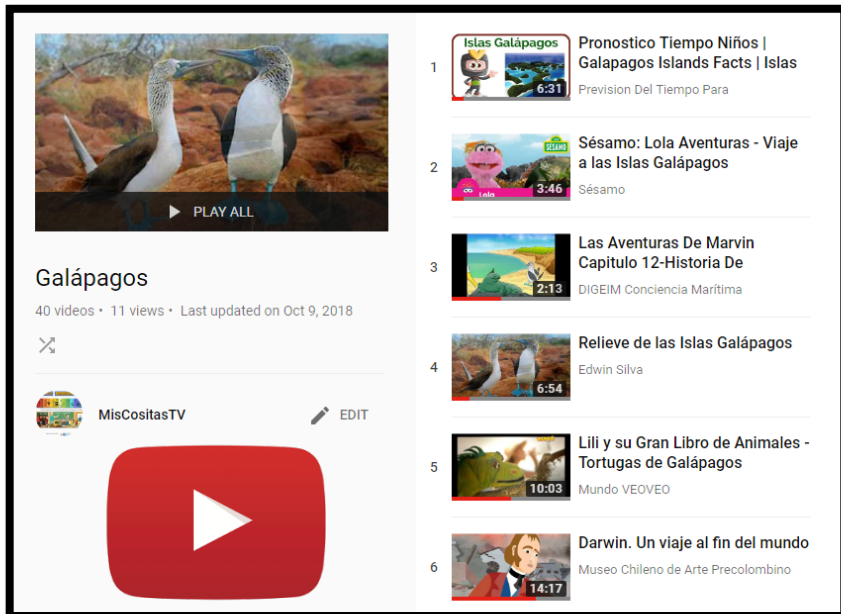 PLAY ALL
Galápagos
40 videos • 11 views • Last updated on Oct 9, 2018
MisCositasTV
EDIT
1
Islas Galápagos
6:31
Pronostico Tiempo Niños |
Galapagos Islands Facts | Islas
Prevision Del Tiempo Para
2
SÉSAMO
Lola
3:46
Sésamo: Lola Aventuras - Viaje
a las Islas Galápagos
Sésamo
3
2:13
Las Aventuras De Marvin
Capitulo 12-Historia De
DIGEIM Conciencia Marítima
4
6:54
Relieve de las Islas Galápagos
Edwin Silva
5
10:03
Lili y su Gran Libro de Animales -
Tortugas de Galápagos
Mundo VEOVEO
6
14:17
Darwin. Un viaje al fin del mundo
Museo Chileno de Arte Precolombino